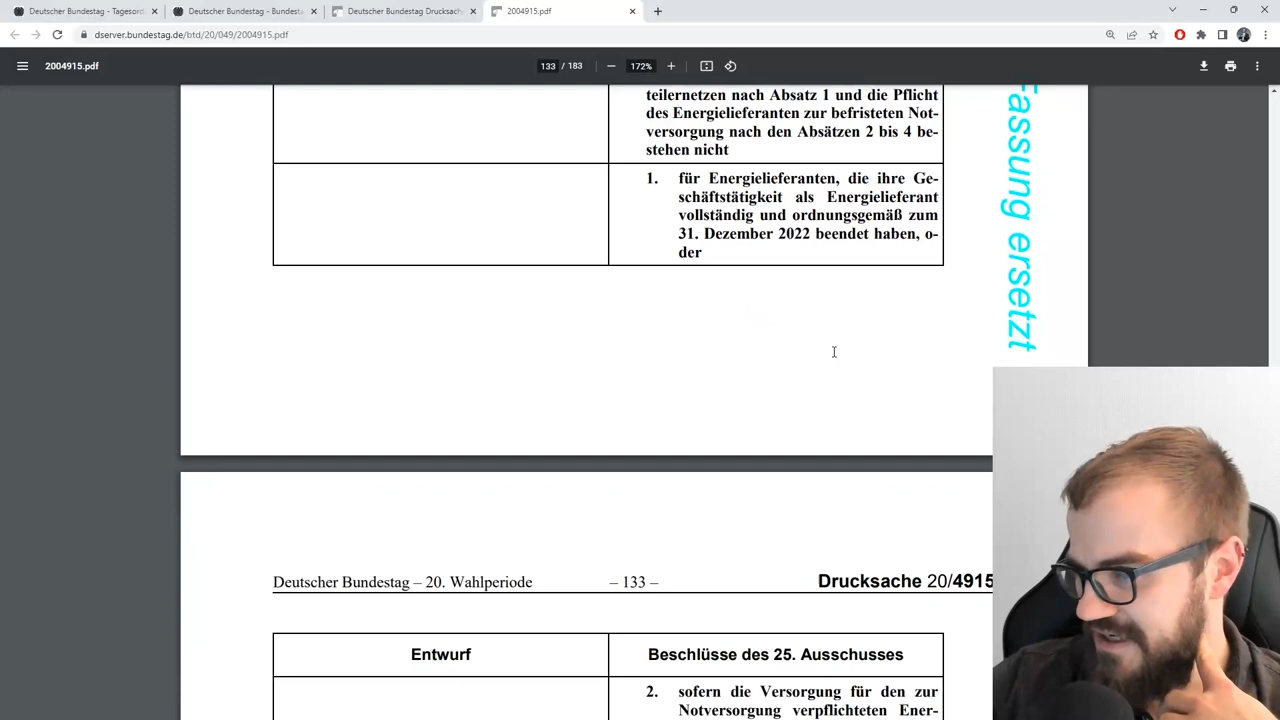 Deutscher Bundestag - Tagesord
Deutscher Bundestag - Bundesta
Deutscher Bundestag Drucksach
2004915.pdf
dserver.bundestag.de/btd/20/049/2004915.pdf
2004915.pdf
133 / 183
172%
teilernetzen nach Absatz 1 und die Pflicht
des Energielieferanten zur befristeten Not-
versorgung nach den Absätzen 2 bis 4 be-
stehen nicht
1. für Energielieferanten, die ihre Ge-
schäftstätigkeit als Energielieferant
vollständig und ordnungsgemäß zum
31. Dezember 2022 beendet haben, o-
der
Fassung ersetzt
Deutscher Bundestag – 20. Wahlperiode – 133 – Drucksache 20/4915
Entwurf Beschlüsse des 25. Ausschusses
2. sofern die Versorgung für den zur
Notversorgung verpflichteten Ener-